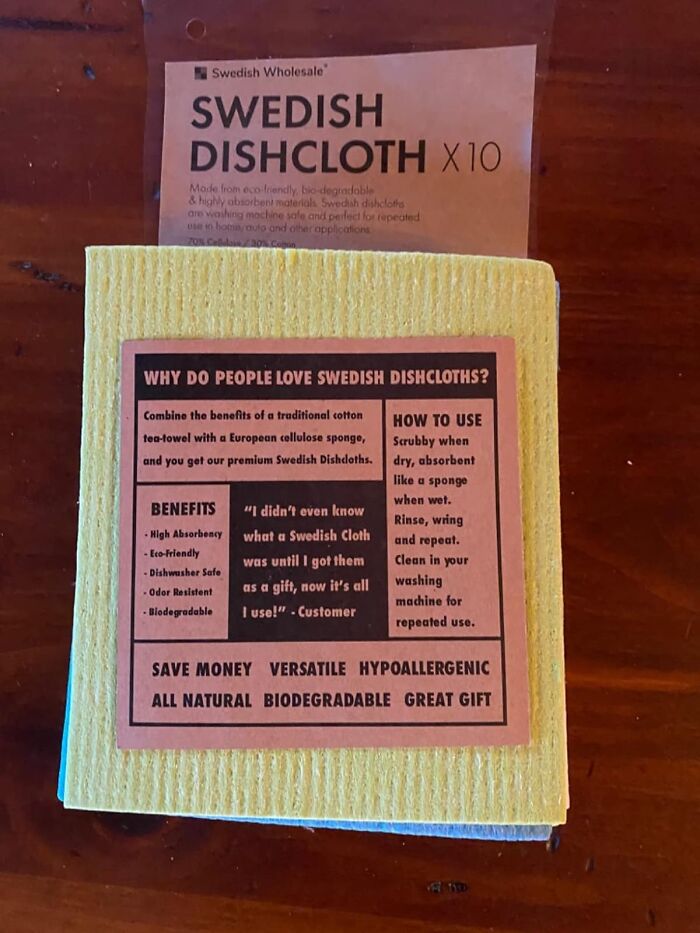 Swedish Wholesale®
SWEDISH
DISHCLOTH X10
Made from eco-friendly, bio-degradable
& highly absorbent materials. Swedish dishcloths
are washing machine safe and perfect for repeated
use in home, auto and other applications.
70% Cellulose / 30% Cotton
WHY DO PEOPLE LOVE SWEDISH DISHCLOTHS?
Combine the benefits of a traditional cotton
tea-towel with a European cellulose sponge,
and you get our premium Swedish Dishcloths.
BENEFITS
- High Absorbency
- Eco-Friendly
- Dishwasher Safe
- Odor Resistent
- Biodegradable
"I didn't even know
what a Swedish Cloth
was until I got them
as a gift, now it's all
I use!" - Customer
HOW TO USE
Scrubby when
dry, absorbent
like a sponge
when wet.
Rinse, wring
and repeat.
Clean in your
washing
machine for
repeated use.
SAVE MONEY VERSATILE HYPOALLERGENIC
ALL NATURAL BIODEGRADABLE GREAT GIFT